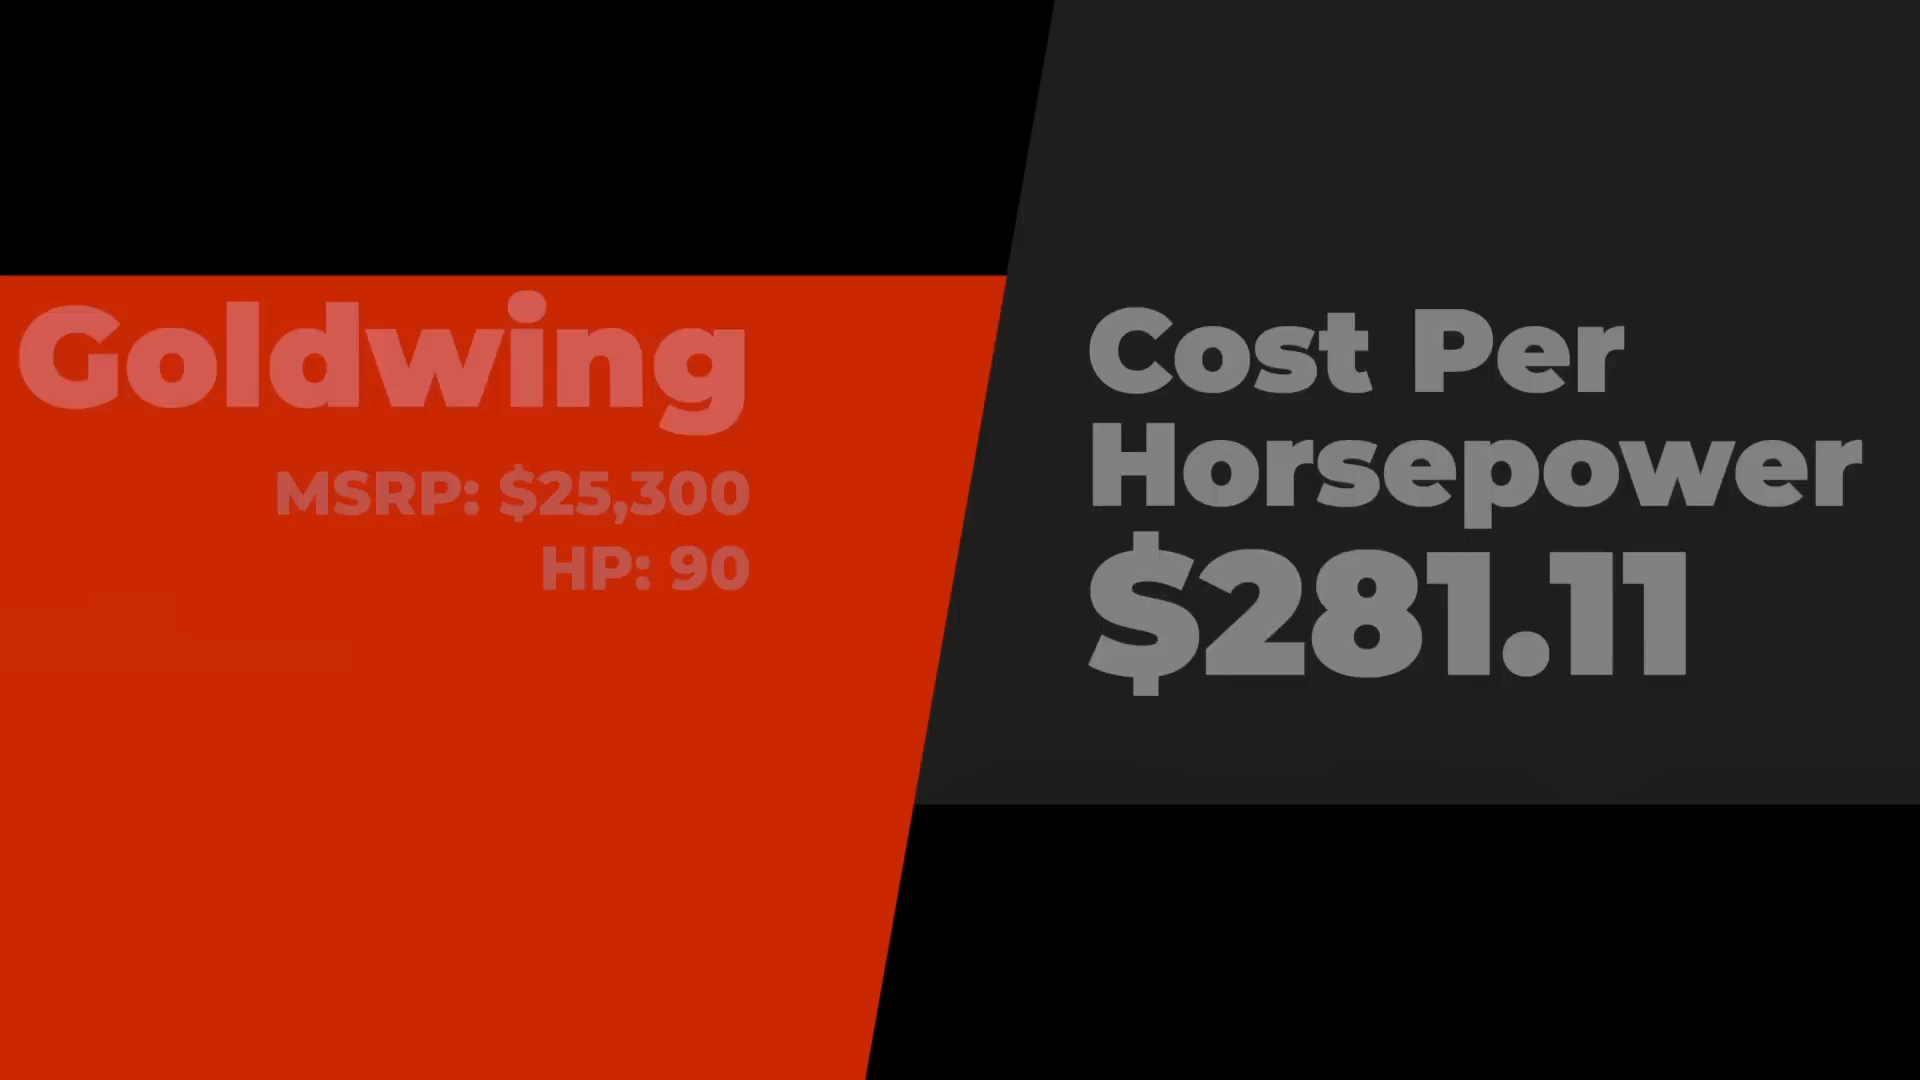 Goldwing
MSRP: $25,300
HP: 90
Cost Per
Horsepower
$281.11